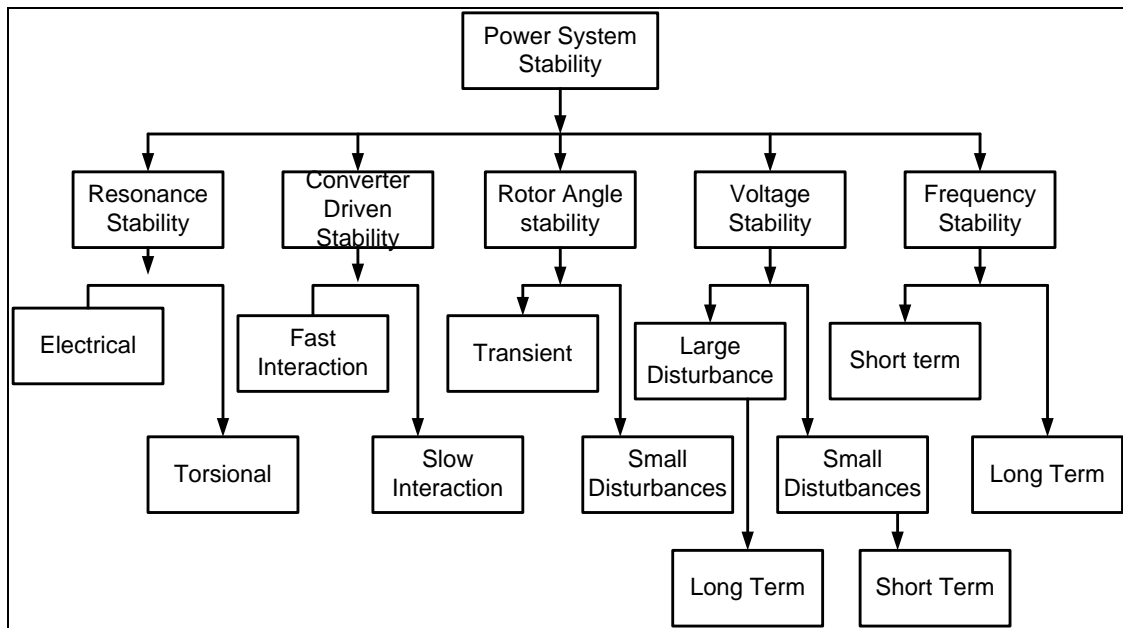 Power System
Stability
Resonance
Stability
Converter
Driven
Stability
Rotor Angle
stability
Voltage
Stability
Frequency
Stability
Electrical
Fast
Interaction
Transient
Large
Disturbance
Short term
Torsional
Slow
Interaction
Small
Disturbances
Small
Distutbances
Long Term
Long Term
Short Term